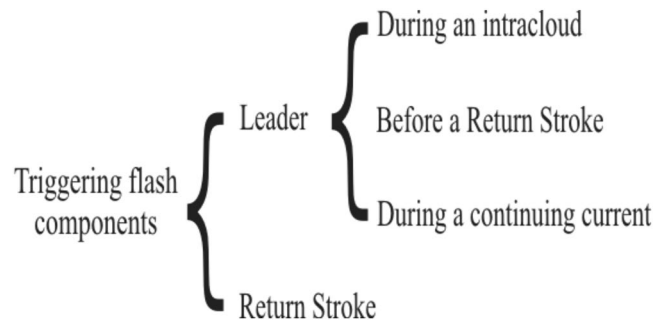 During an intracloud
Leader
Before a Return Stroke
Triggering flash
components
During a continuing current
Return Stroke